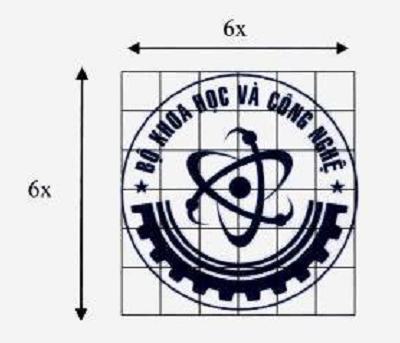 6x
BỘ KHOA HỌC VÀ CÔNG NGHỆ
6x